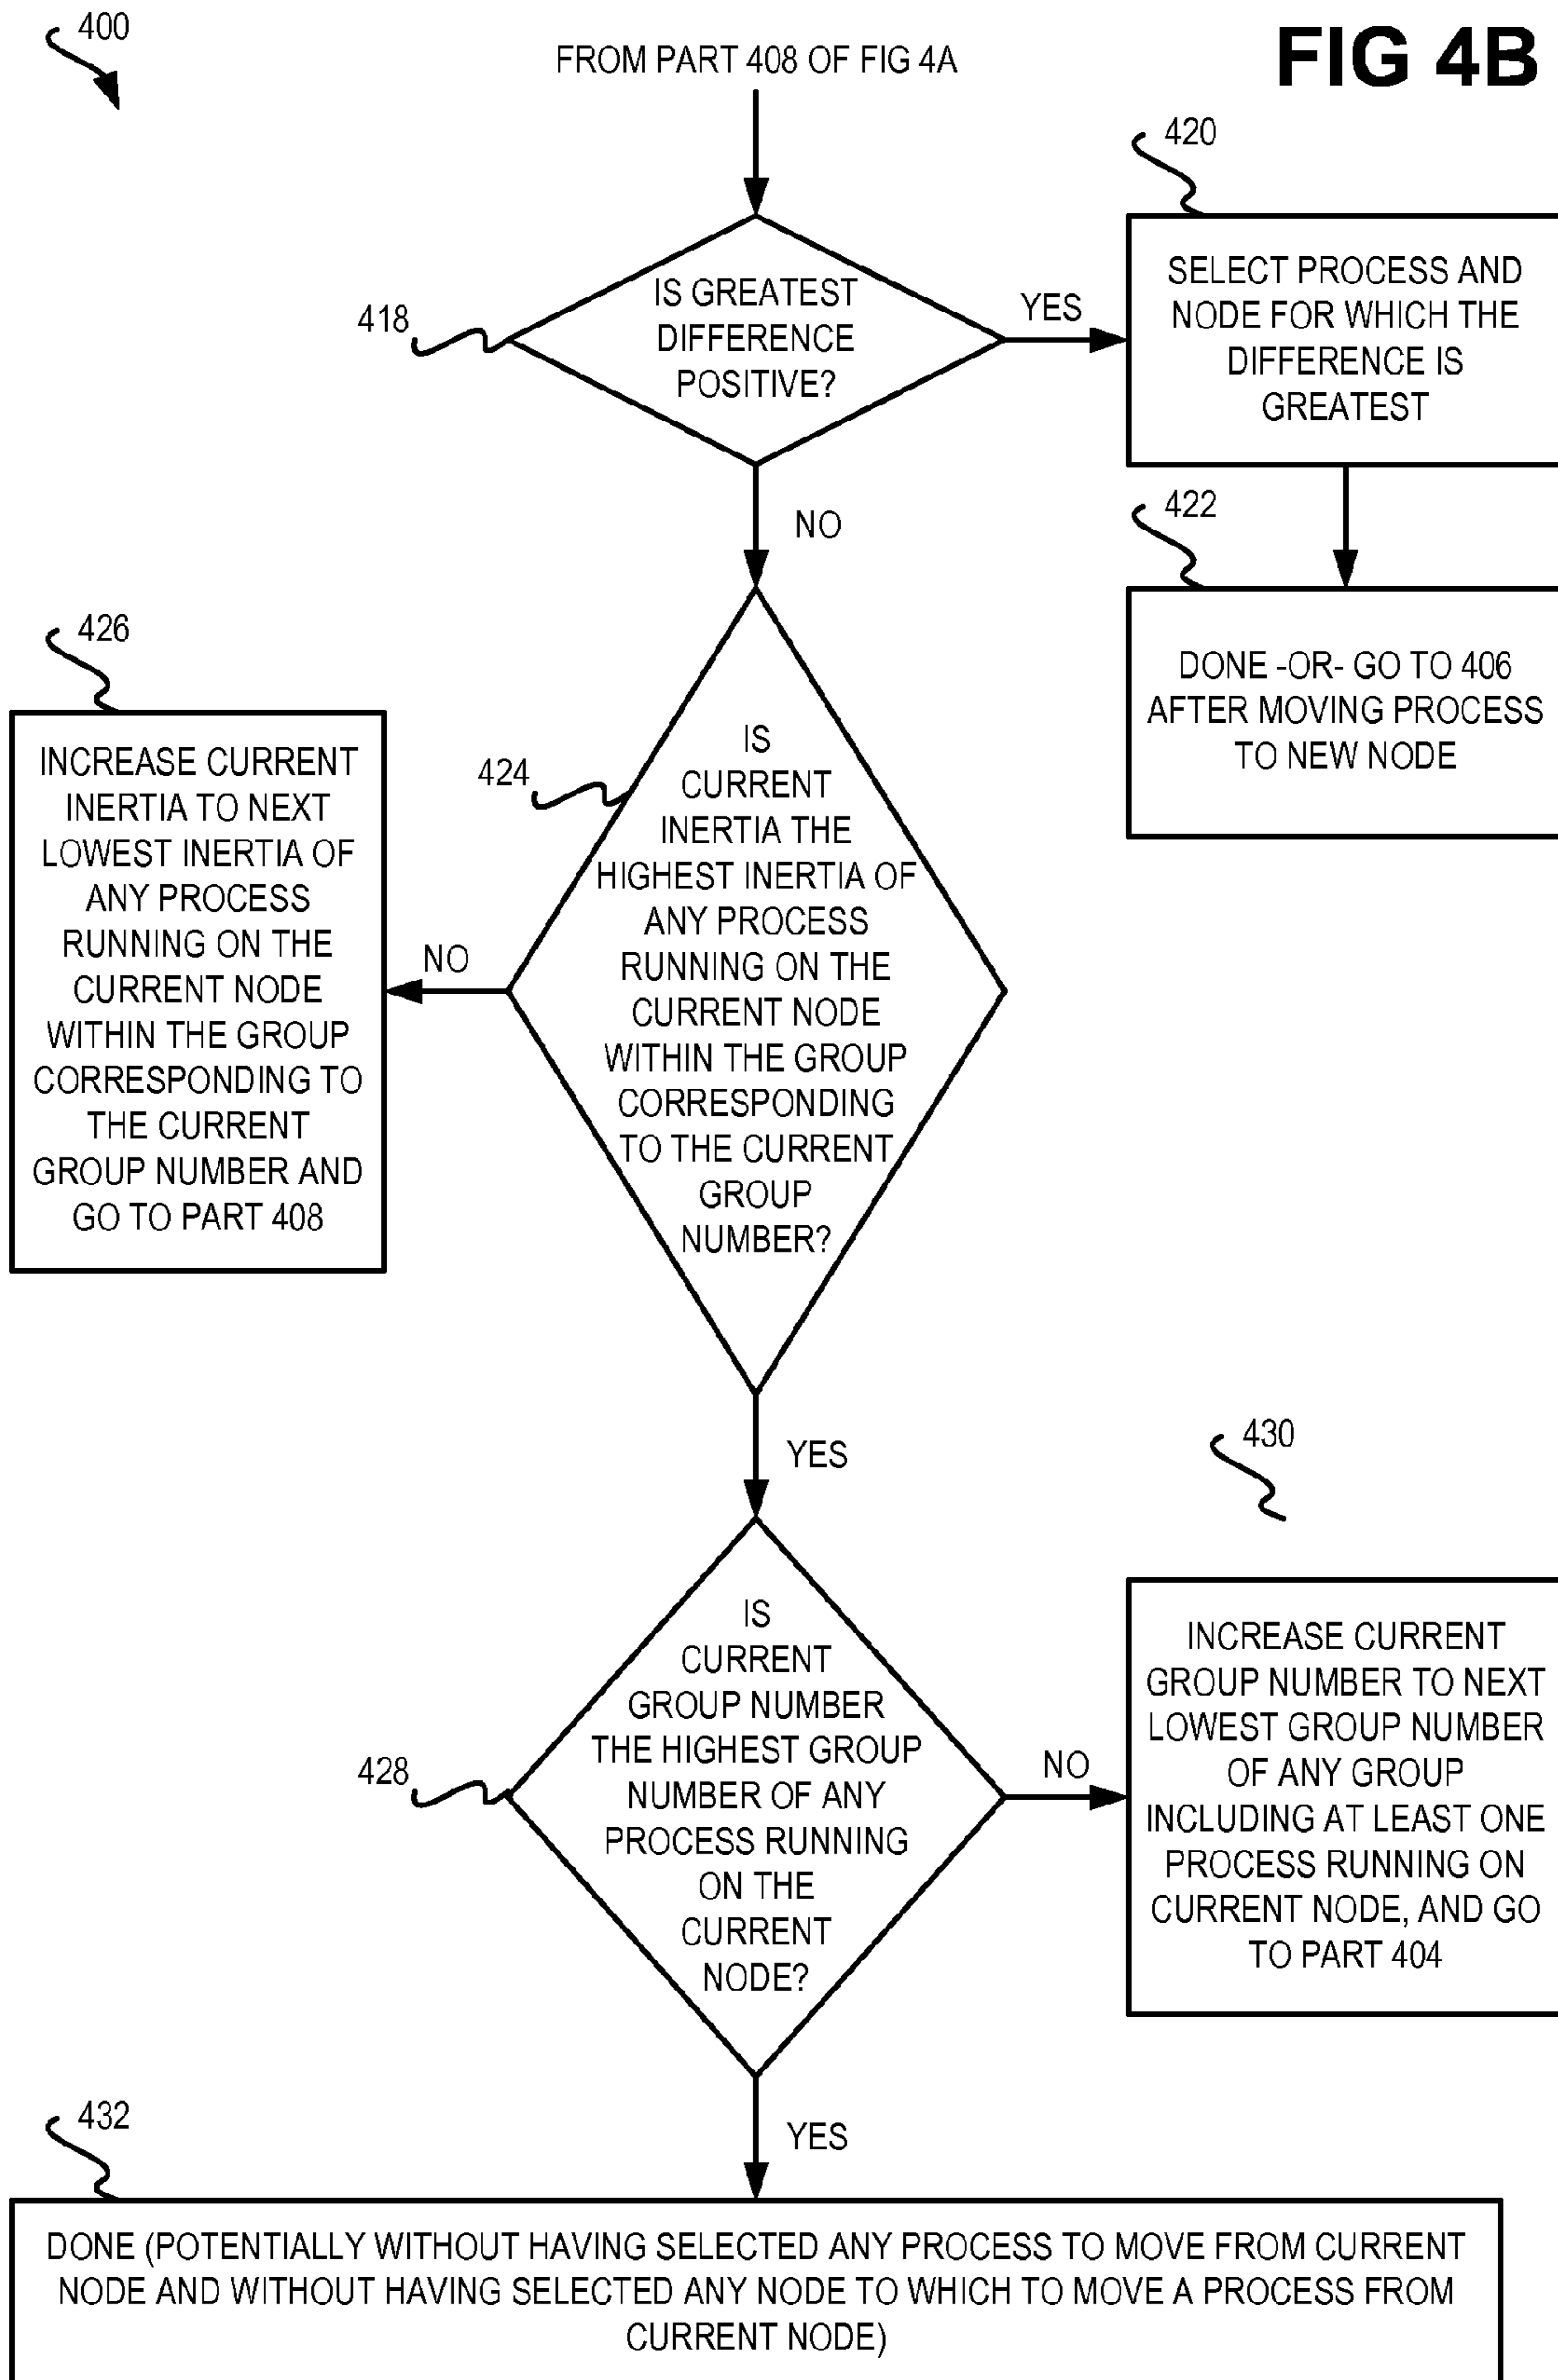 400
FROM PART 408 OF FIG 4A
FIG 4B
420
SELECT PROCESS AND
NODE FOR WHICH THE
DIFFERENCE IS
GREATEST
418
IS GREATEST
DIFFERENCE
POSITIVE?
YES
NO
422
DONE -OR- GO TO 406
AFTER MOVING PROCESS
TO NEW NODE
426
INCREASE CURRENT
INERTIA TO NEXT
LOWEST INERTIA OF
ANY PROCESS
RUNNING ON THE
CURRENT NODE
WITHIN THE GROUP
CORRESPONDING TO
THE CURRENT
GROUP NUMBER AND
GO TO PART 408
424
IS
CURRENT
INERTIA THE
HIGHEST INERTIA OF
ANY PROCESS
RUNNING ON THE
CURRENT NODE
WITHIN THE GROUP
CORRESPONDING
TO THE CURRENT
GROUP
NUMBER?
NO
YES
430
428
IS
CURRENT
GROUP NUMBER
THE HIGHEST GROUP
NUMBER OF ANY
PROCESS RUNNING
ON THE
CURRENT
NODE?
NO
INCREASE CURRENT
GROUP NUMBER TO NEXT
LOWEST GROUP NUMBER
OF ANY GROUP
INCLUDING AT LEAST ONE
PROCESS RUNNING ON
CURRENT NODE, AND GO
TO PART 404
YES
432
DONE (POTENTIALLY WITHOUT HAVING SELECTED ANY PROCESS TO MOVE FROM CURRENT
NODE AND WITHOUT HAVING SELECTED ANY NODE TO WHICH TO MOVE A PROCESS FROM
CURRENT NODE)